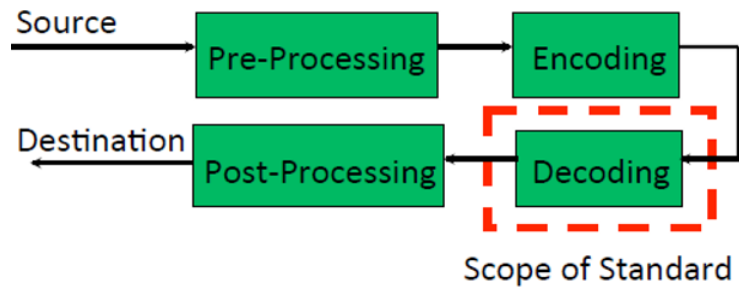 Source
Pre-Processing
Encoding
Destination
Post-Processing
Decoding
Scope of Standard